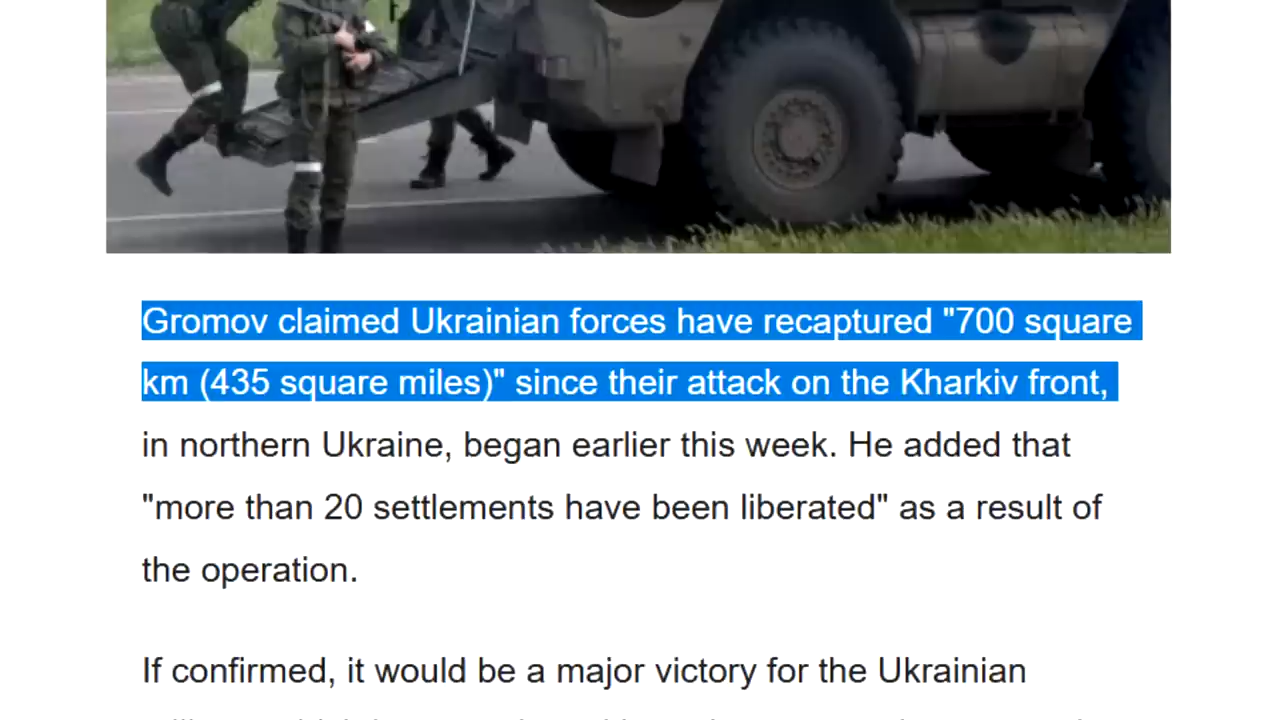 Gromov claimed Ukrainian forces have recaptured "700 square
km (435 square miles)" since their attack on the Kharkiv front,
in northern Ukraine, began earlier this week. He added that
"more than 20 settlements have been liberated" as a result of
the operation.
If confirmed, it would be a major victory for the Ukrainian